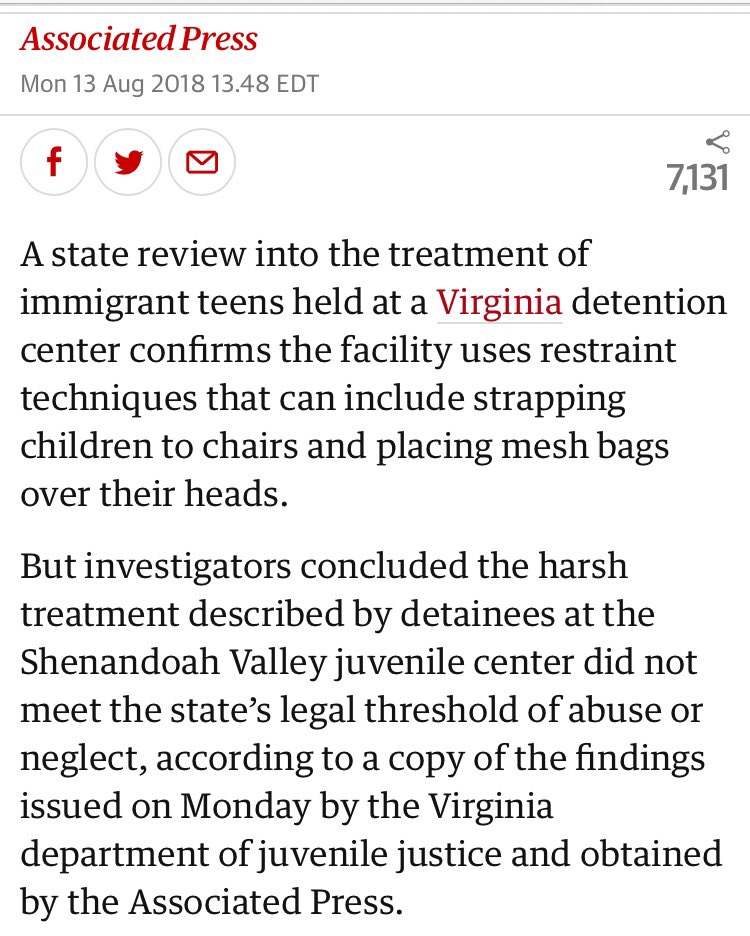 Associated Press
Mon 13 Aug 2018 13.48 EDT
f
7,131
A state review into the treatment of
immigrant teens held at a Virginia detention
center confirms the facility uses restraint
techniques that can include strapping
children to chairs and placing mesh bags
over their heads.
But investigators concluded the harsh
treatment described by detainees at the
Shenandoah Valley juvenile center did not
meet the state’s legal threshold of abuse or
neglect, according to a copy of the findings
issued on Monday by the Virginia
department of juvenile justice and obtained
by the Associated Press.